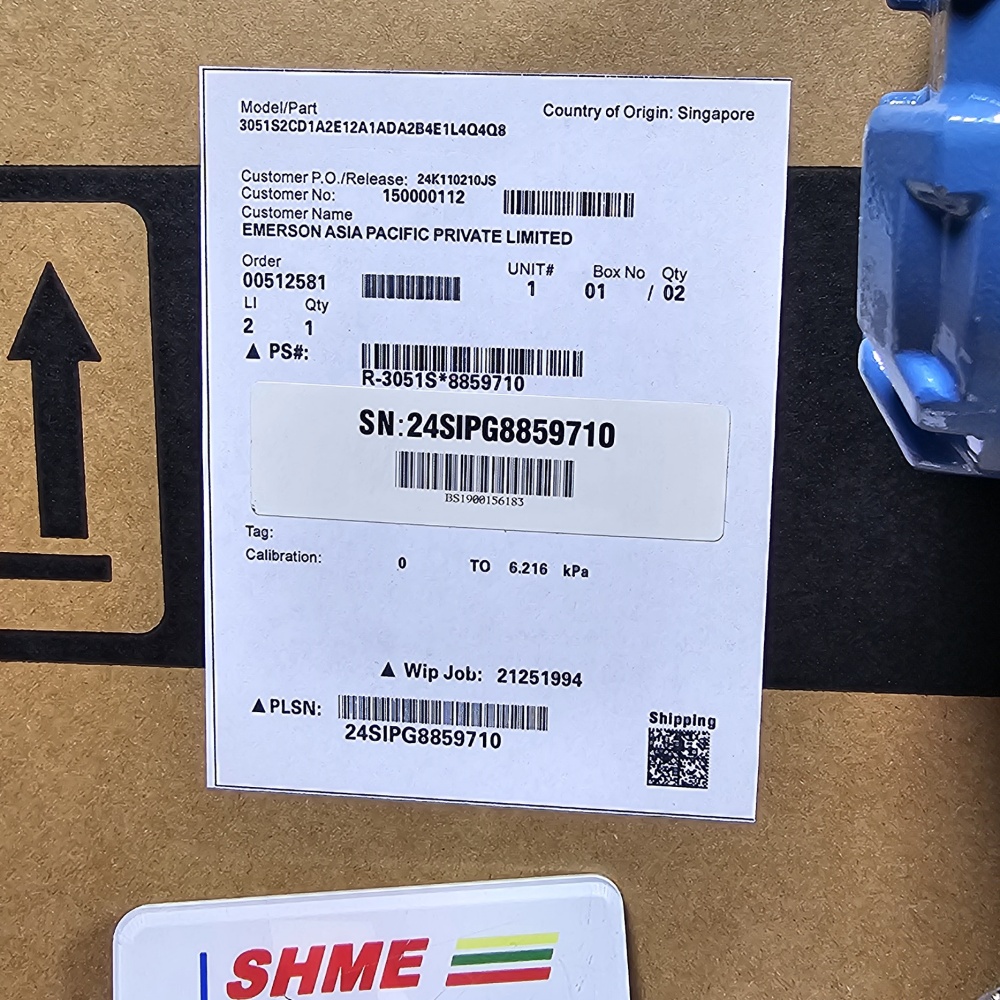 Model/Part
Country of Origin: Singapore
3051S2CD1A2E12A1ADA2B4E1L4Q4Q8
Customer P.O./Release: 24K110210JS
Customer No: 150000112
Customer Name
EMERSON ASIA PACIFIC PRIVATE LIMITED
Order UNIT# Box No Qty
00512581 1 01 / 02
LI Qty
2 1
▲ PS#:
R-3051S*8859710
SN:24SIPG8859710
BS1900156183
Tag:
Calibration: 0 TO 6.216 kPa
▲ Wip Job: 21251994
▲ PLSN:
24SIPG8859710
Shipping
SHME